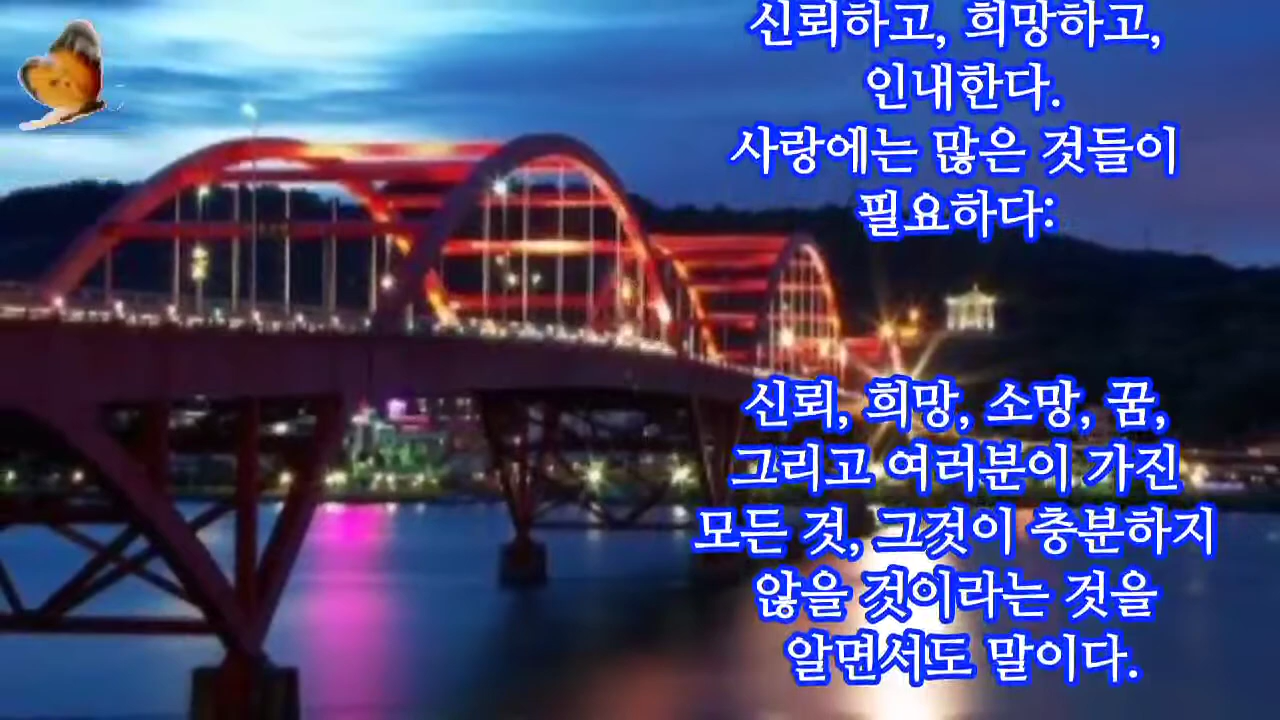 신뢰하고, 희망하고,
인내한다.
사랑에는 많은 것들이
필요하다:
신뢰, 희망, 소망, 꿈,
그리고 여러분이 가진
모든 것, 그것이 충분하지
않을 것이라는 것을
알면서도 말이다.